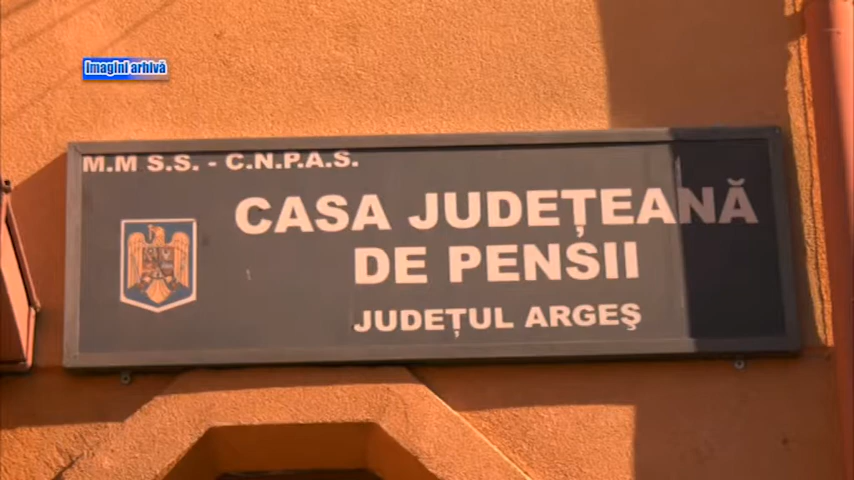 Imagini arhivă
M.M S.S. - C.N.P.A.S.
CASA JUDEȚEANĂ
DE PENSII
JUDEȚUL ARGEȘ